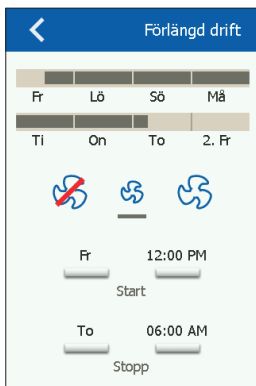 Förlängd drift
Fr Lö Sö Må
Ti On To 2. Fr
Fr 12:00 PM
Start
To 06:00 AM
Stopp